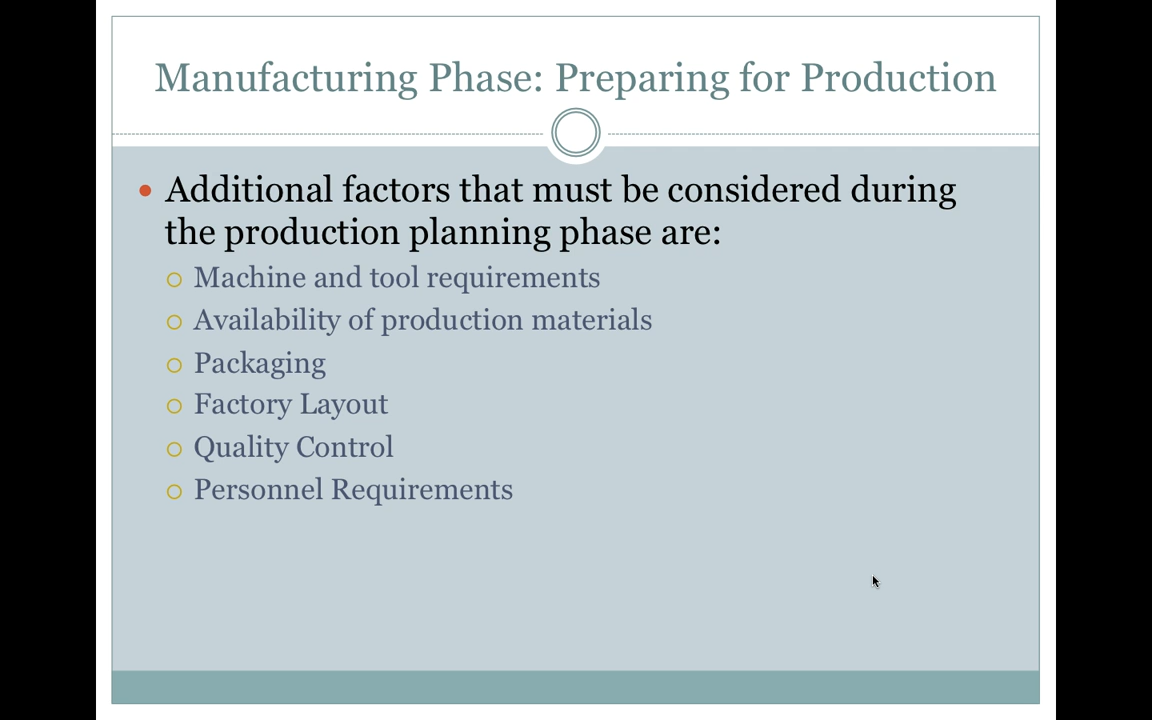 Manufacturing Phase: Preparing for Production
Additional factors that must be considered during
the production planning phase are:
Machine and tool requirements
Availability of production materials
Packaging
Factory Layout
Quality Control
Personnel Requirements